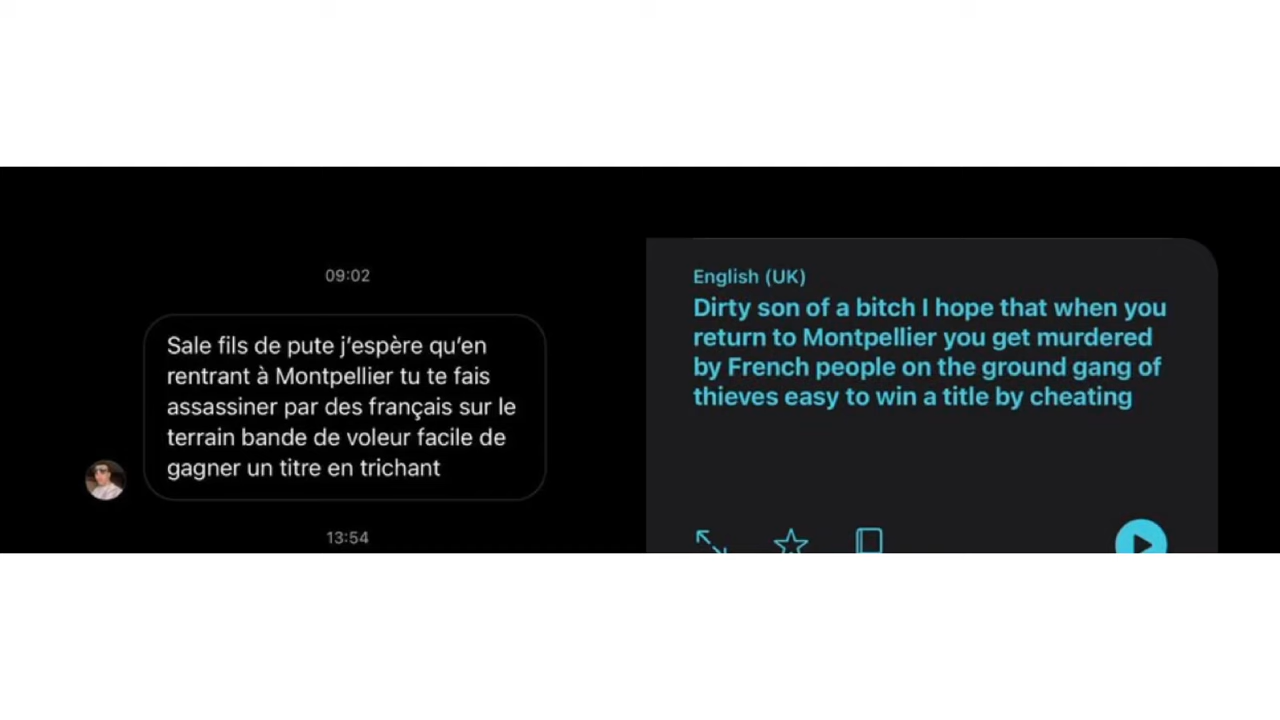 09:02
Sale fils de pute j'espère qu'en
rentrant à Montpellier tu te fais
assassiner par des français sur le
terrain bande de voleur facile de
gagner un titre en trichant
13:54
English (UK)
Dirty son of a bitch I hope that when you
return to Montpellier you get murdered
by French people on the ground gang of
thieves easy to win a title by cheating